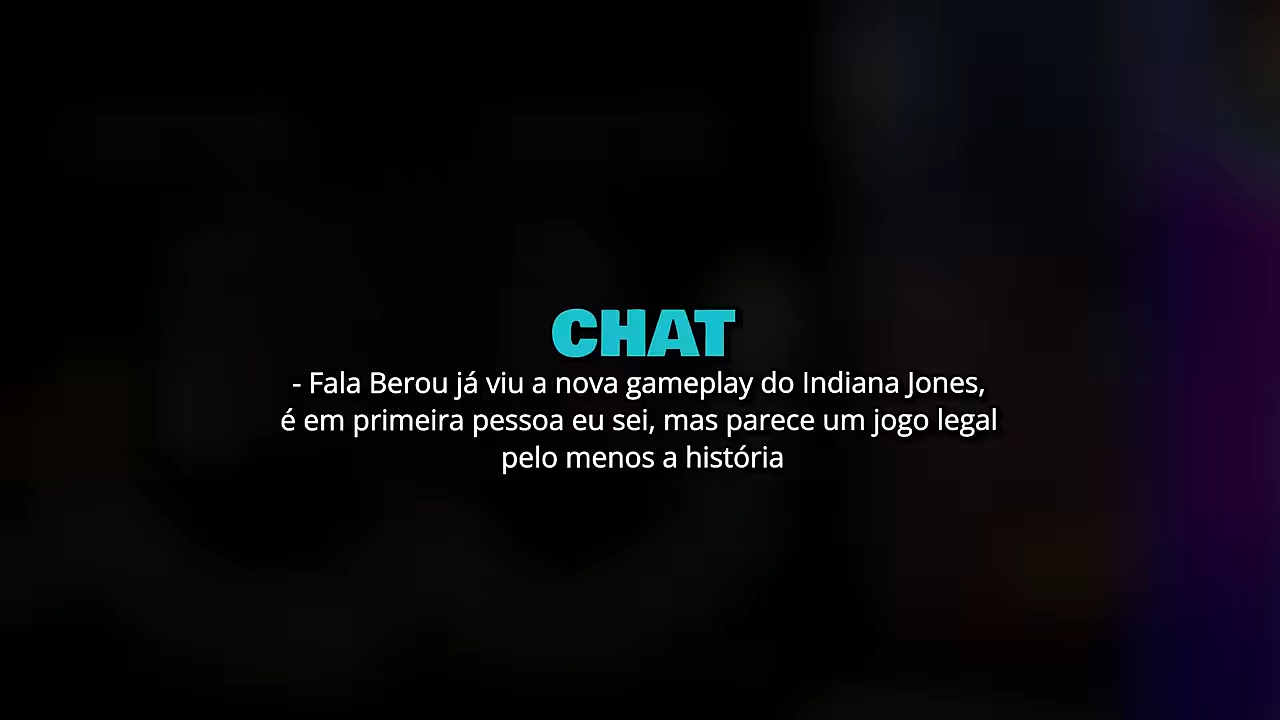 CHAT
- Fala Berou já viu a nova gameplay do Indiana Jones,
é em primeira pessoa eu sei, mas parece um jogo legal
pelo menos a história